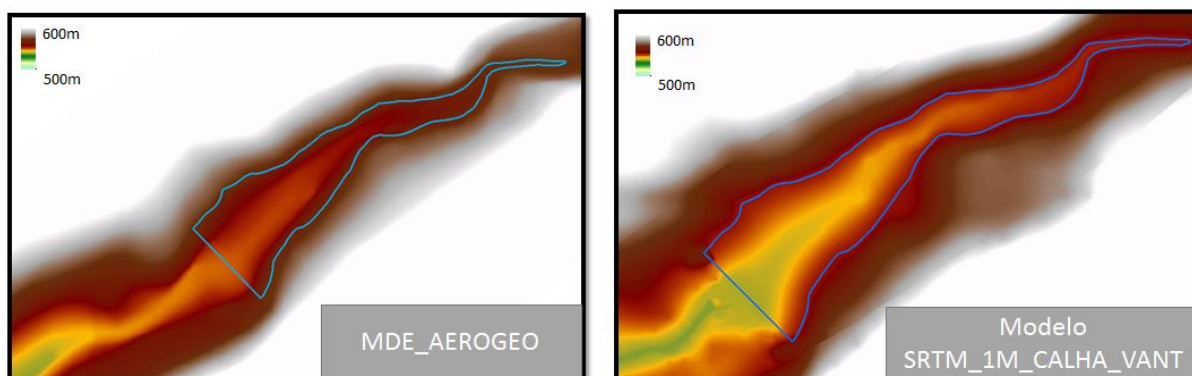 600m
500m
MDE_AEROGEO
600m
500m
Modelo
SRTM_1M_CALHA_VANT